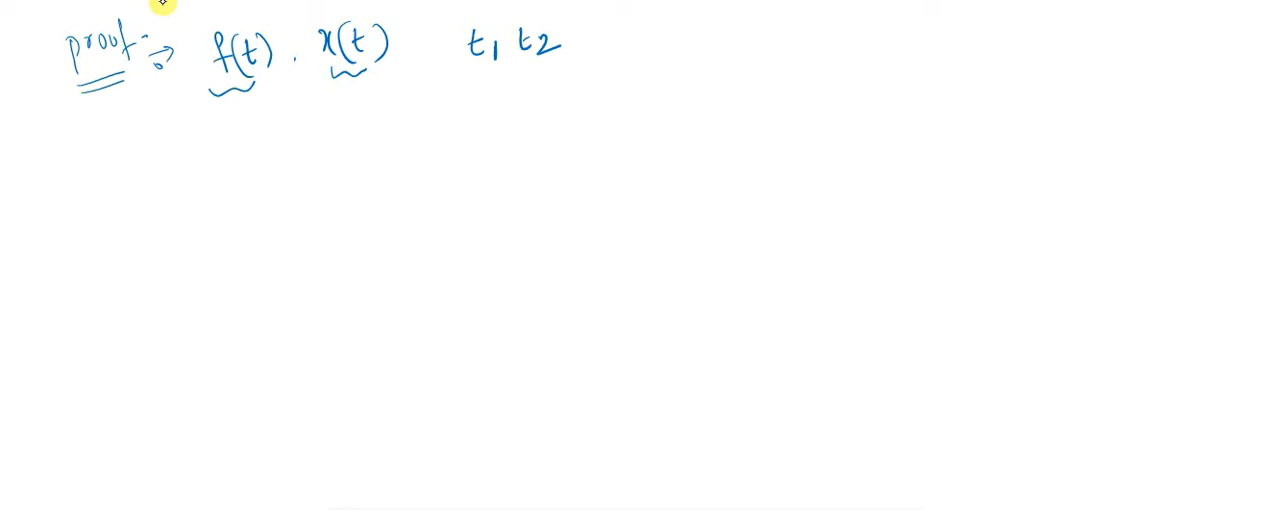 proof :→ f(t) . x(t) t1 t2